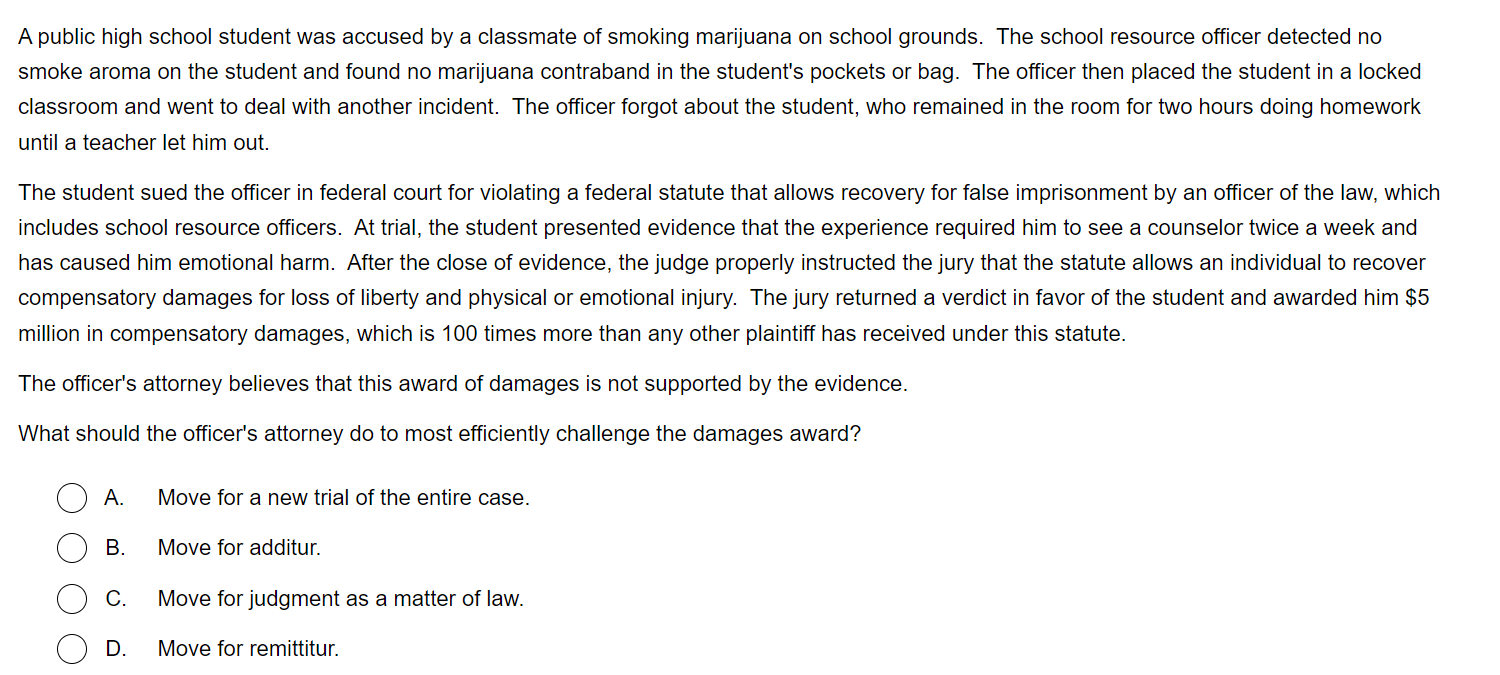 A public high school student was accused by a classmate of smoking marijuana on school grounds.  The school resource officer detected no
smoke aroma on the student and found no marijuana contraband in the student's pockets or bag.  The officer then placed the student in a locked
classroom and went to deal with another incident.  The officer forgot about the student, who remained in the room for two hours doing homework
until a teacher let him out.
The student sued the officer in federal court for violating a federal statute that allows recovery for false imprisonment by an officer of the law, which
includes school resource officers.  At trial, the student presented evidence that the experience required him to see a counselor twice a week and
has caused him emotional harm.  After the close of evidence, the judge properly instructed the jury that the statute allows an individual to recover
compensatory damages for loss of liberty and physical or emotional injury.  The jury returned a verdict in favor of the student and awarded him $5
million in compensatory damages, which is 100 times more than any other plaintiff has received under this statute.
The officer's attorney believes that this award of damages is not supported by the evidence.
What should the officer's attorney do to most efficiently challenge the damages award?
A. Move for a new trial of the entire case.
B. Move for additur.
C. Move for judgment as a matter of law.
D. Move for remittitur.